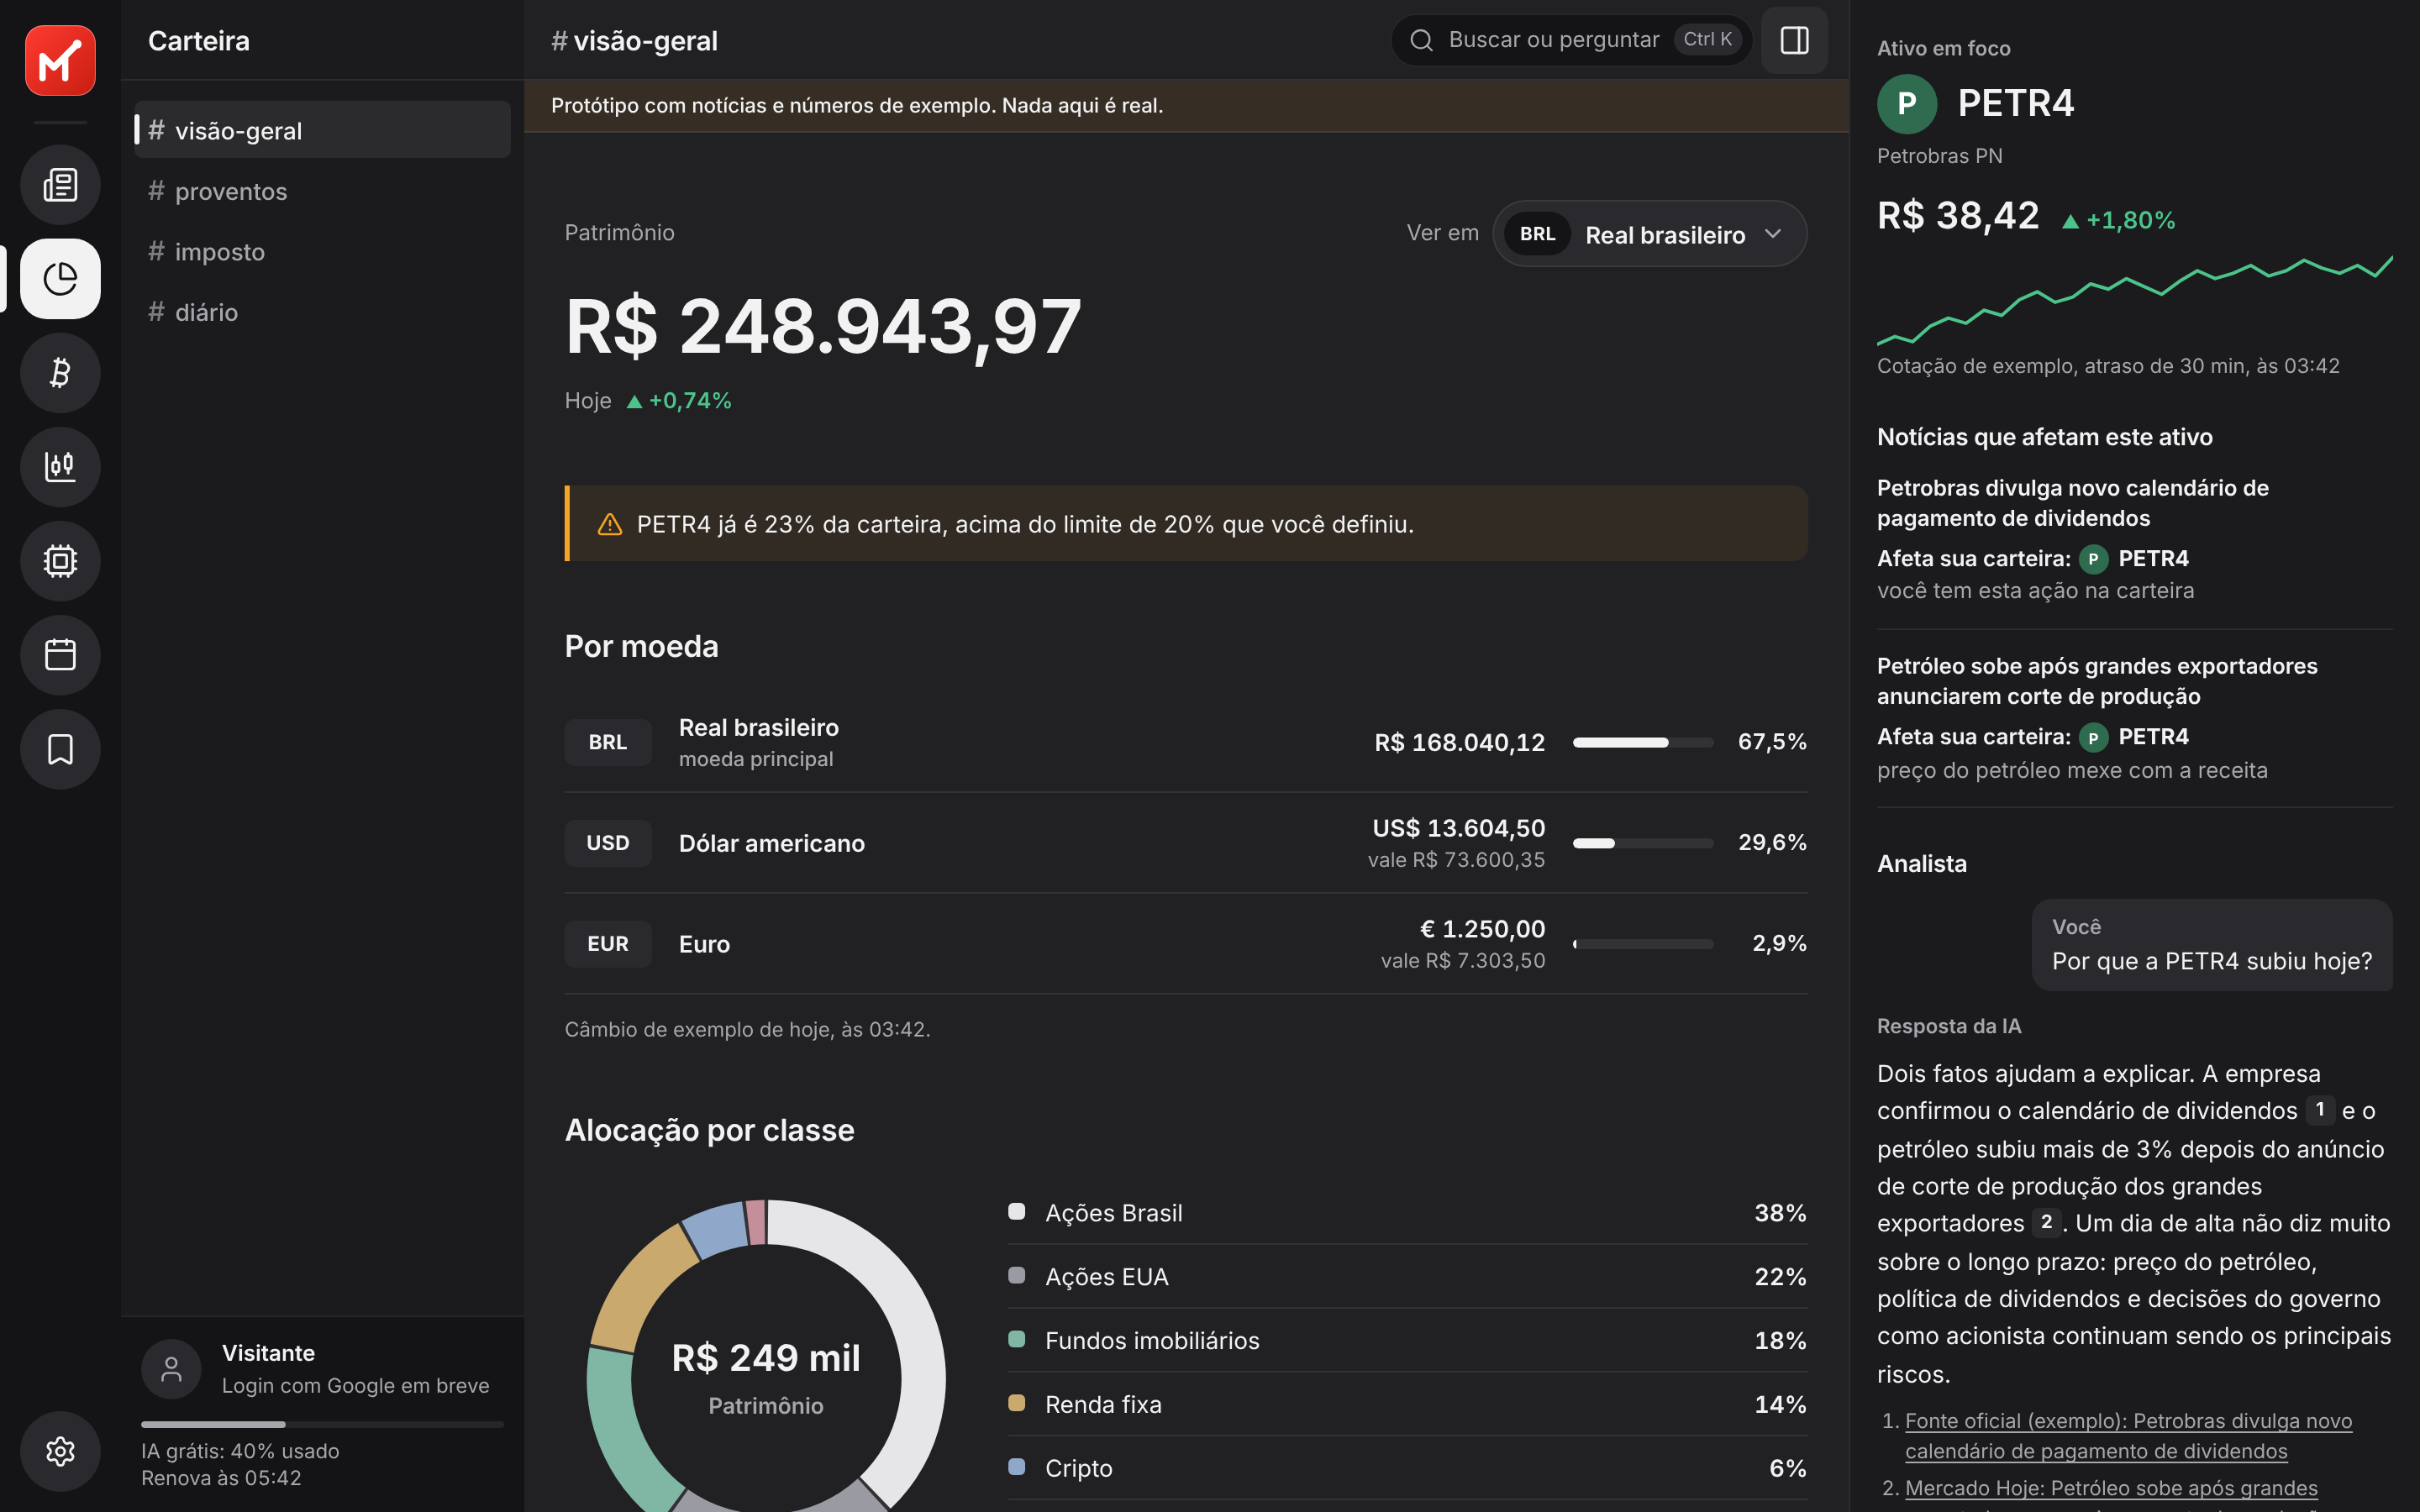 Carteira
# visão-geral
# proventos
# imposto
# diário
Visitante
Login com Google em breve
IA grátis: 40% usado
Renova às 05:42
# visão-geral
Buscar ou perguntar Ctrl K
Protótipo com notícias e números de exemplo. Nada aqui é real.
Patrimônio
Ver em BRL Real brasileiro
R$ 248.943,97
Hoje ▲ +0,74%
PETR4 já é 23% da carteira, acima do limite de 20% que você definiu.
Por moeda
BRL Real brasileiro R$ 168.040,12 67,5%
moeda principal
USD Dólar americano US$ 13.604,50 29,6%
vale R$ 73.600,35
EUR Euro € 1.250,00 2,9%
vale R$ 7.303,50
Câmbio de exemplo de hoje, às 03:42.
Alocação por classe
R$ 249 mil
Patrimônio
Ações Brasil 38%
Ações EUA 22%
Fundos imobiliários 18%
Renda fixa 14%
Cripto 6%
Ativo em foco
P PETR4
Petrobras PN
R$ 38,42 ▲ +1,80%
Cotação de exemplo, atraso de 30 min, às 03:42
Notícias que afetam este ativo
Petrobras divulga novo calendário de
pagamento de dividendos
Afeta sua carteira: P PETR4
você tem esta ação na carteira
Petróleo sobe após grandes exportadores
anunciarem corte de produção
Afeta sua carteira: P PETR4
preço do petróleo mexe com a receita
Analista
Você
Por que a PETR4 subiu hoje?
Resposta da IA
Dois fatos ajudam a explicar. A empresa
confirmou o calendário de dividendos 1 e o
petróleo subiu mais de 3% depois do anúncio
de corte de produção dos grandes
exportadores 2 . Um dia de alta não diz muito
sobre o longo prazo: preço do petróleo,
política de dividendos e decisões do governo
como acionista continuam sendo os principais
riscos.
1. Fonte oficial (exemplo): Petrobras divulga novo
calendário de pagamento de dividendos
2. Mercado Hoje: Petróleo sobe após grandes